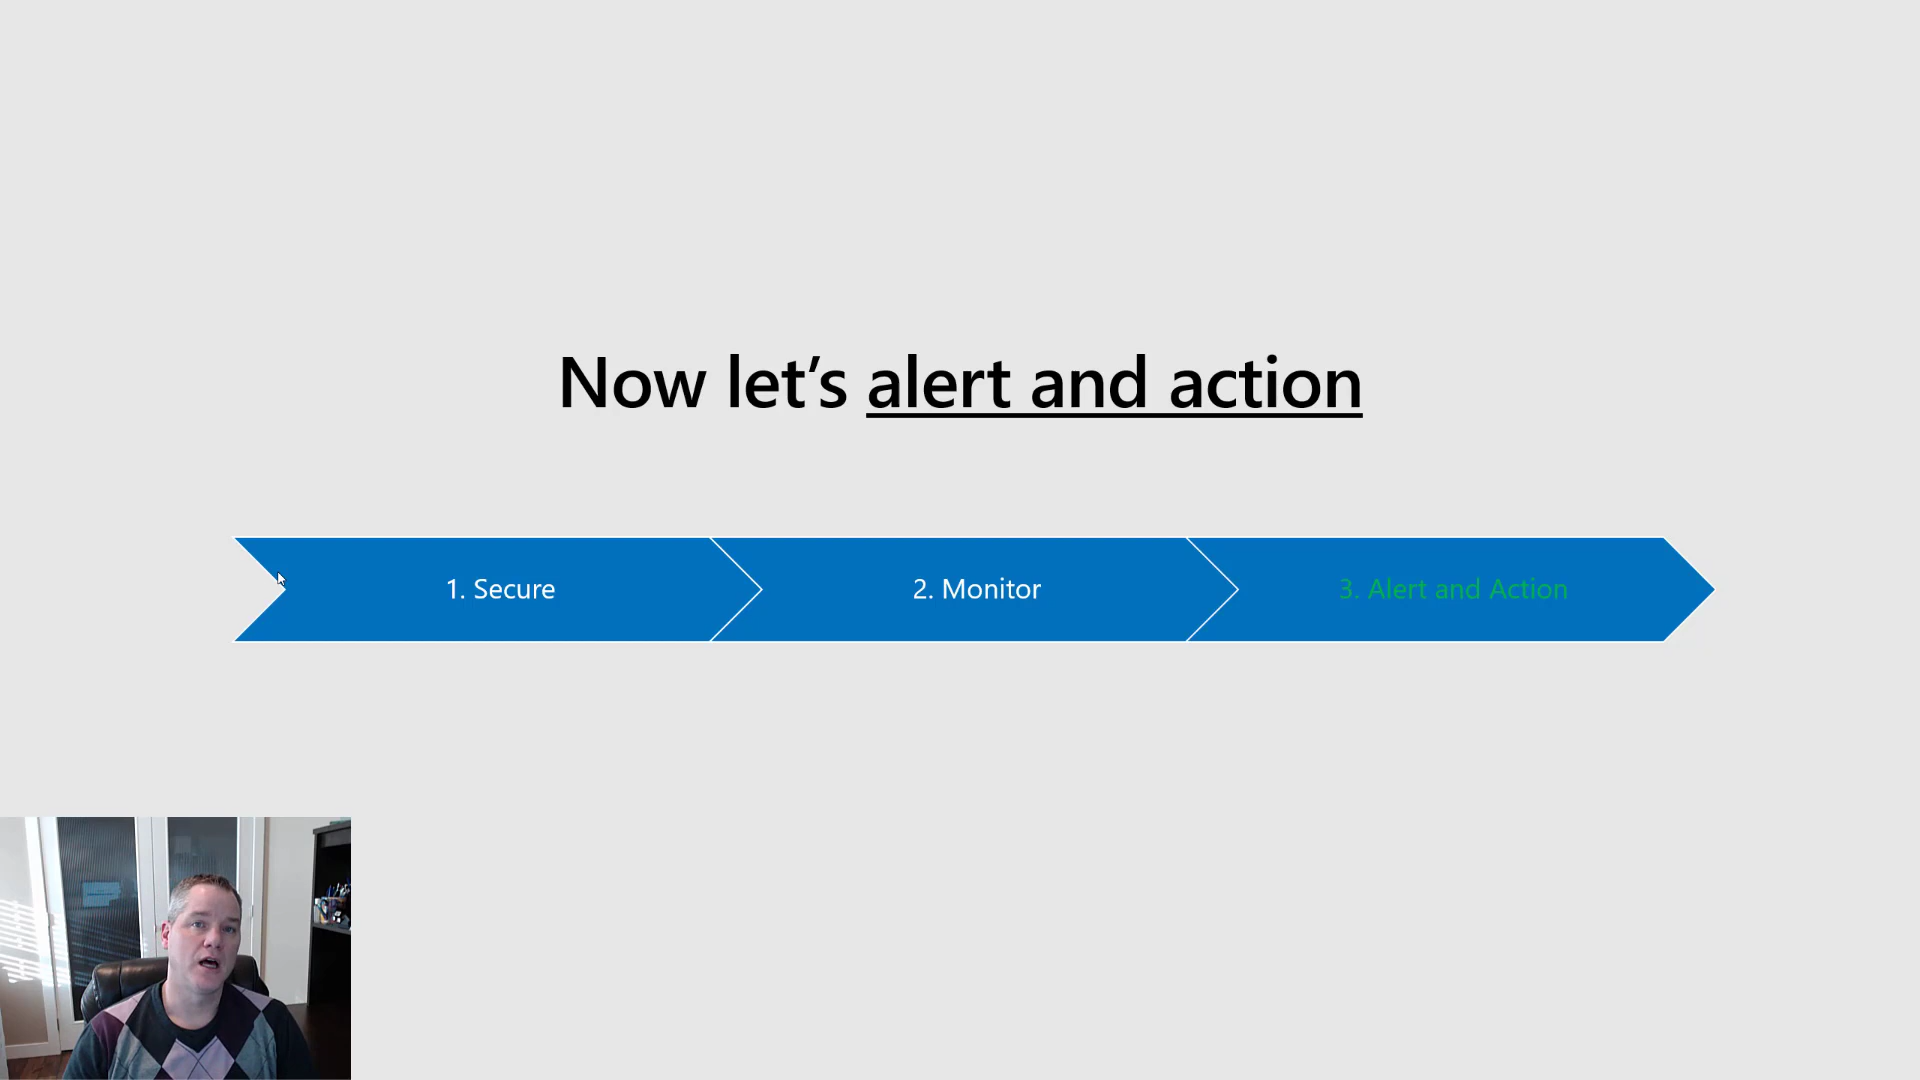 Now let’s alert and action
1. Secure
2. Monitor
3. Alert and Action